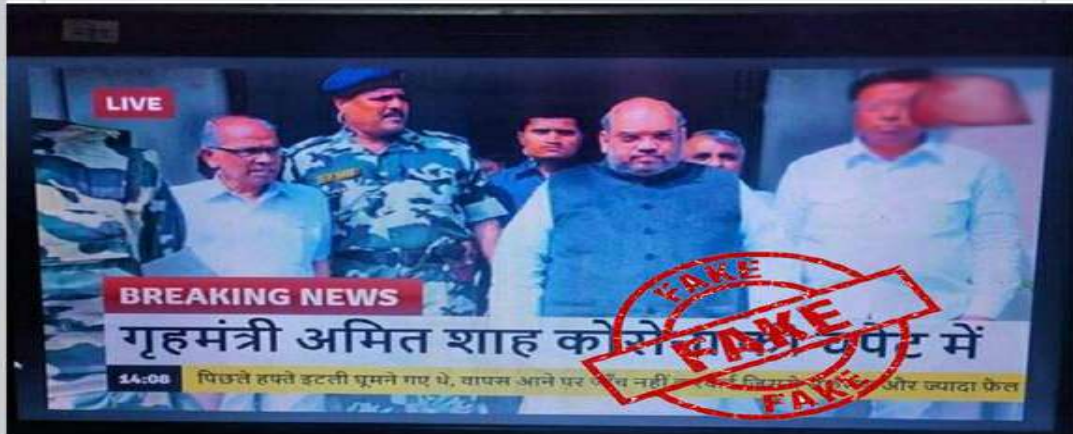 LIVE
BREAKING NEWS
गृहमंत्री अमित शाह में
14:08 पिछले हफ्ते इटली घूमने गए थे, वापस आने पर नहीं और ज्यादा फ़ैल
FAKE
FAKE
FAKE